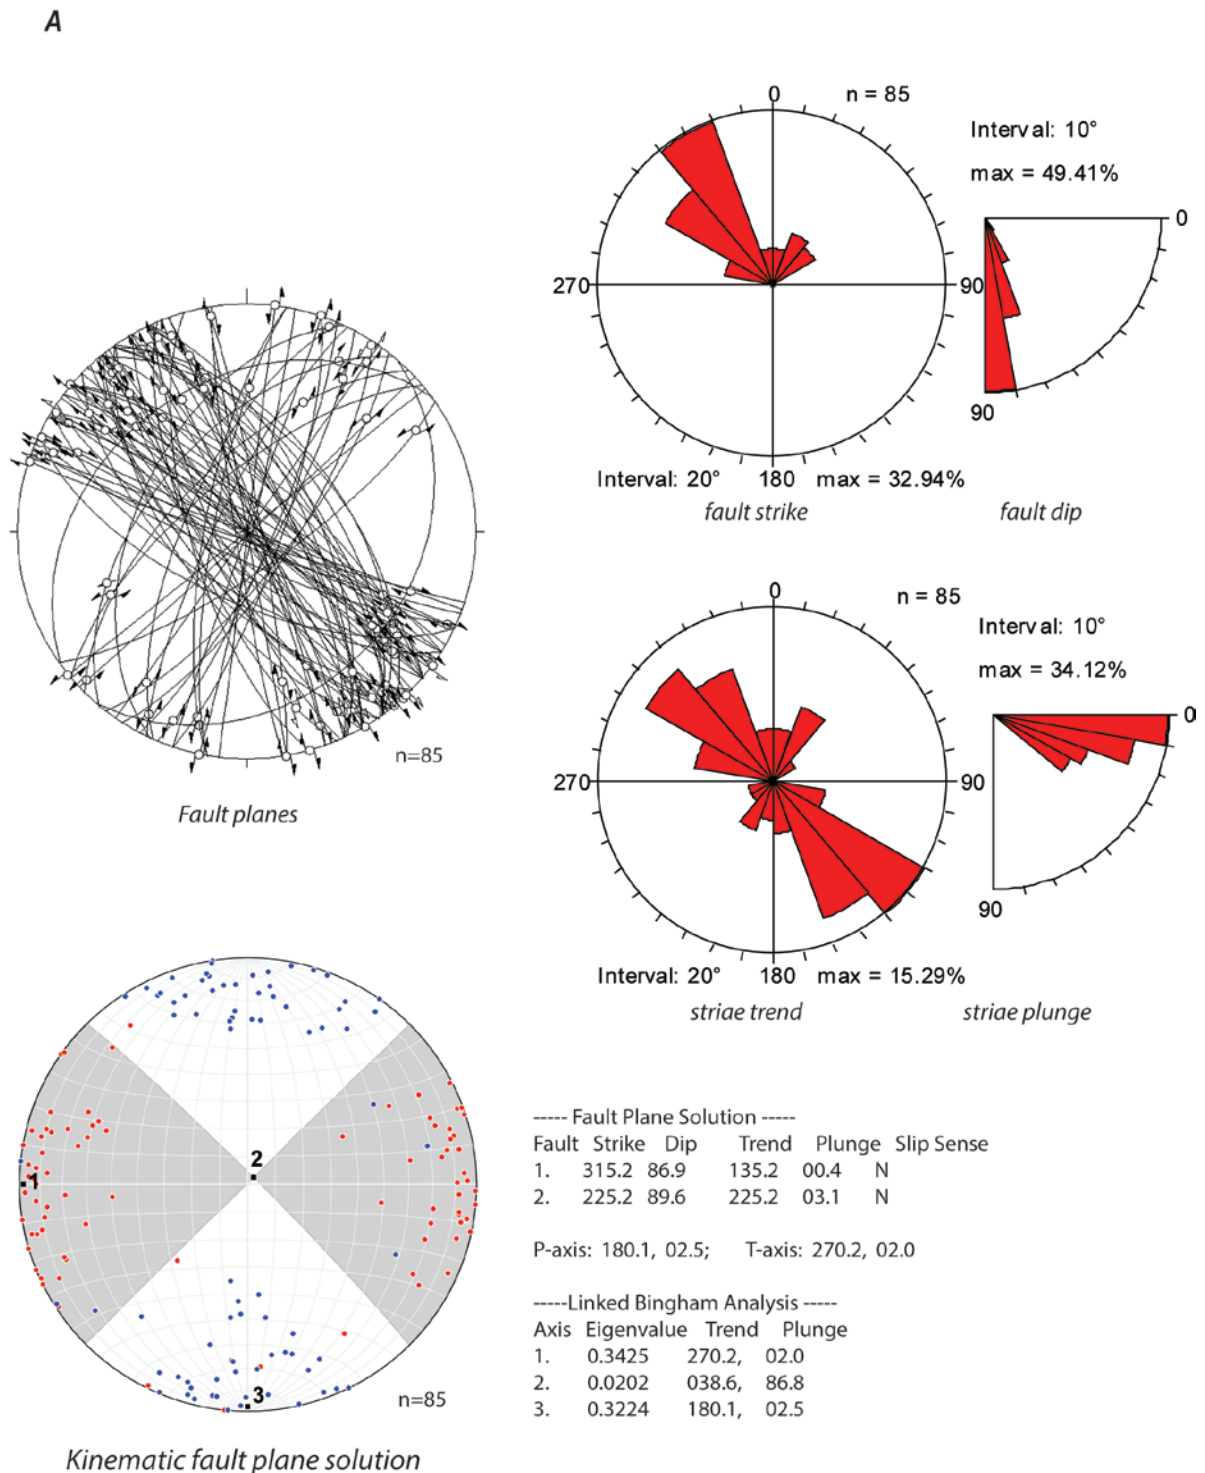 A
0
n = 85
Interval: 10°
max = 49.41%
0
270
90
90
Interval: 20°
180
max = 32.94%
fault strike
fault dip
n=85
Fault planes
0
n = 85
Interval: 10°
max = 34.12%
0
270
90
90
Interval: 20°
180
max = 15.29%
striae trend
striae plunge
1
2
3
n=85
Kinematic fault plane solution
----- Fault Plane Solution -----
Fault Strike Dip Trend Plunge Slip Sense
1. 315.2 86.9 135.2 00.4 N
2. 225.2 89.6 225.2 03.1 N
P-axis: 180.1, 02.5; T-axis: 270.2, 02.0
-----Linked Bingham Analysis -----
Axis Eigenvalue Trend Plunge
1. 0.3425 270.2, 02.0
2. 0.0202 038.6, 86.8
3. 0.3224 180.1, 02.5